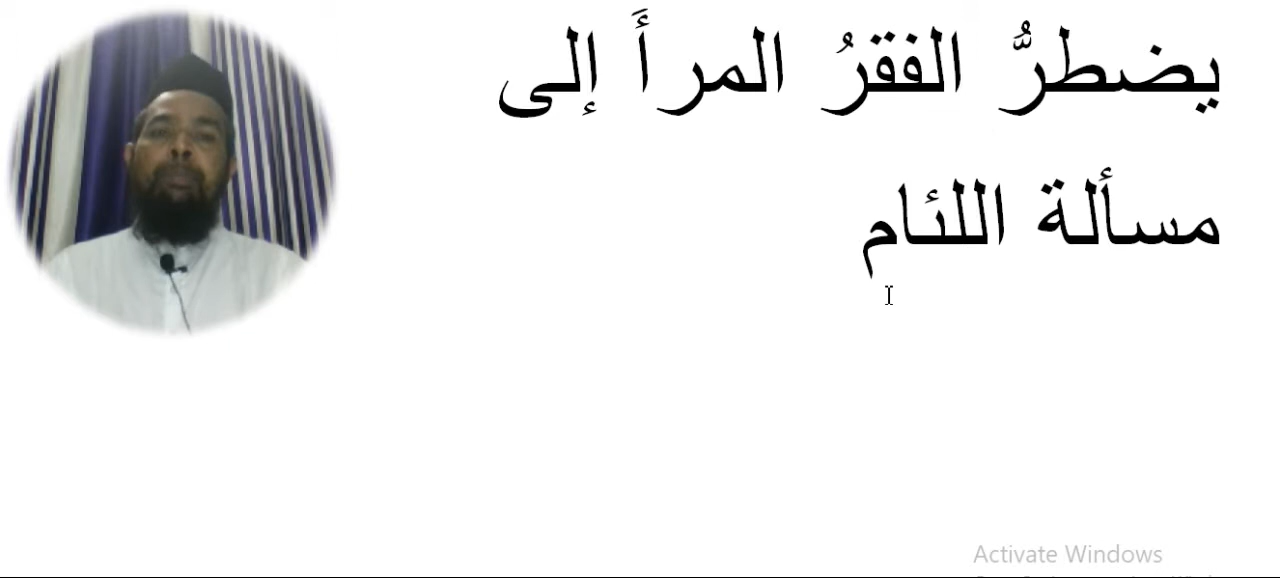 يضطرُّ الفقرُ المرأَ إلى
مسألة اللئام
Activate Windows